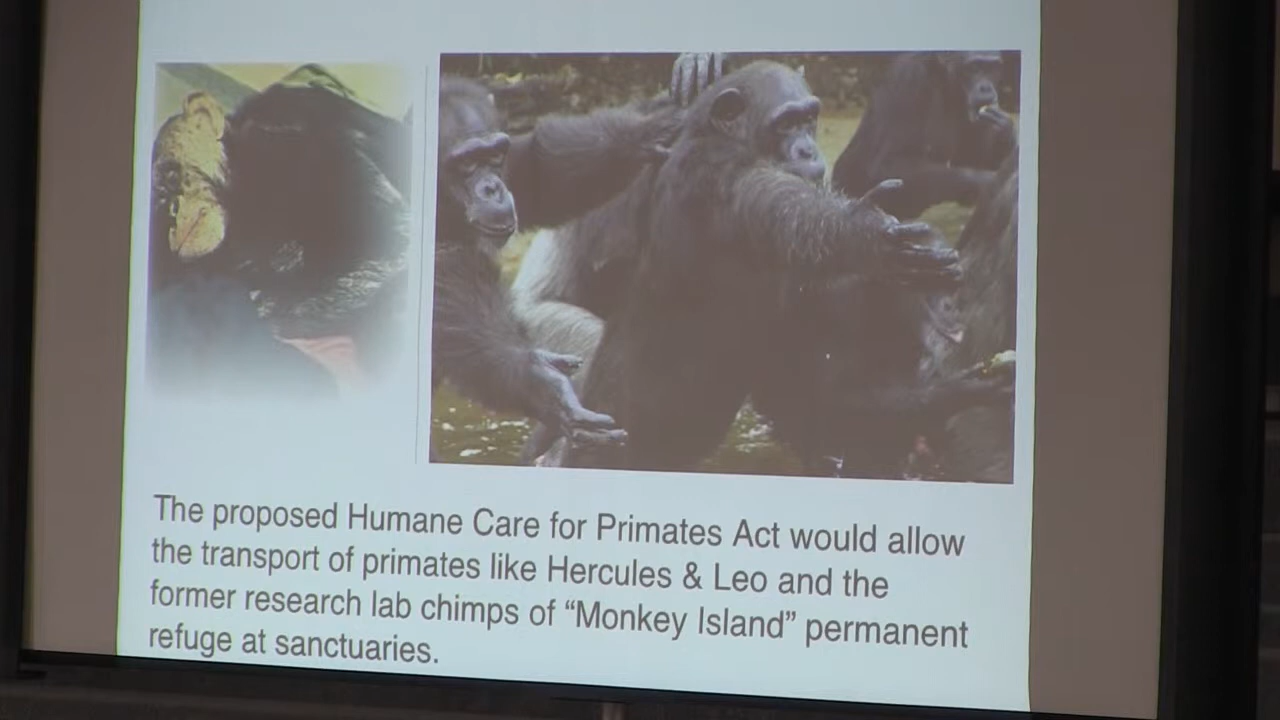 The proposed Humane Care for Primates Act would allow
the transport of primates like Hercules & Leo and the
former research lab chimps of “Monkey Island” permanent
refuge at sanctuaries.